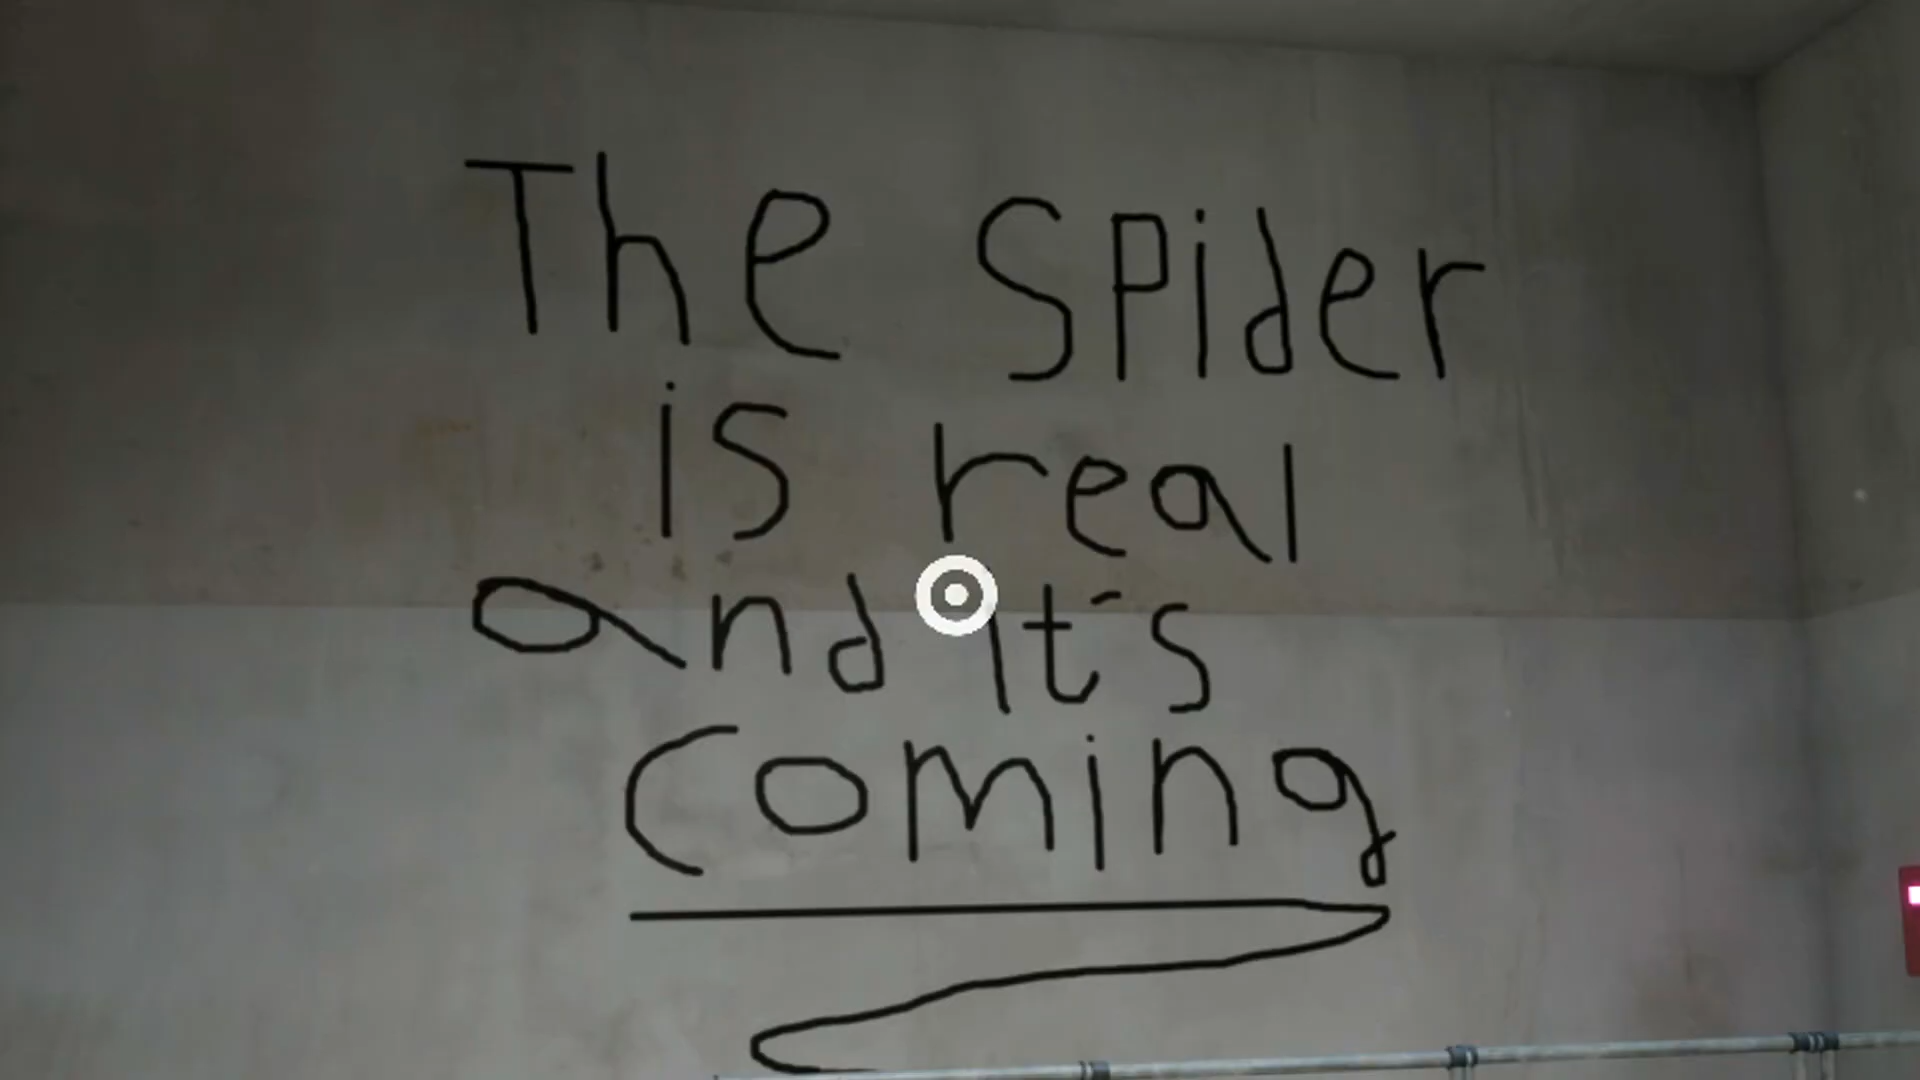 The Spider
is real
and it's
Coming